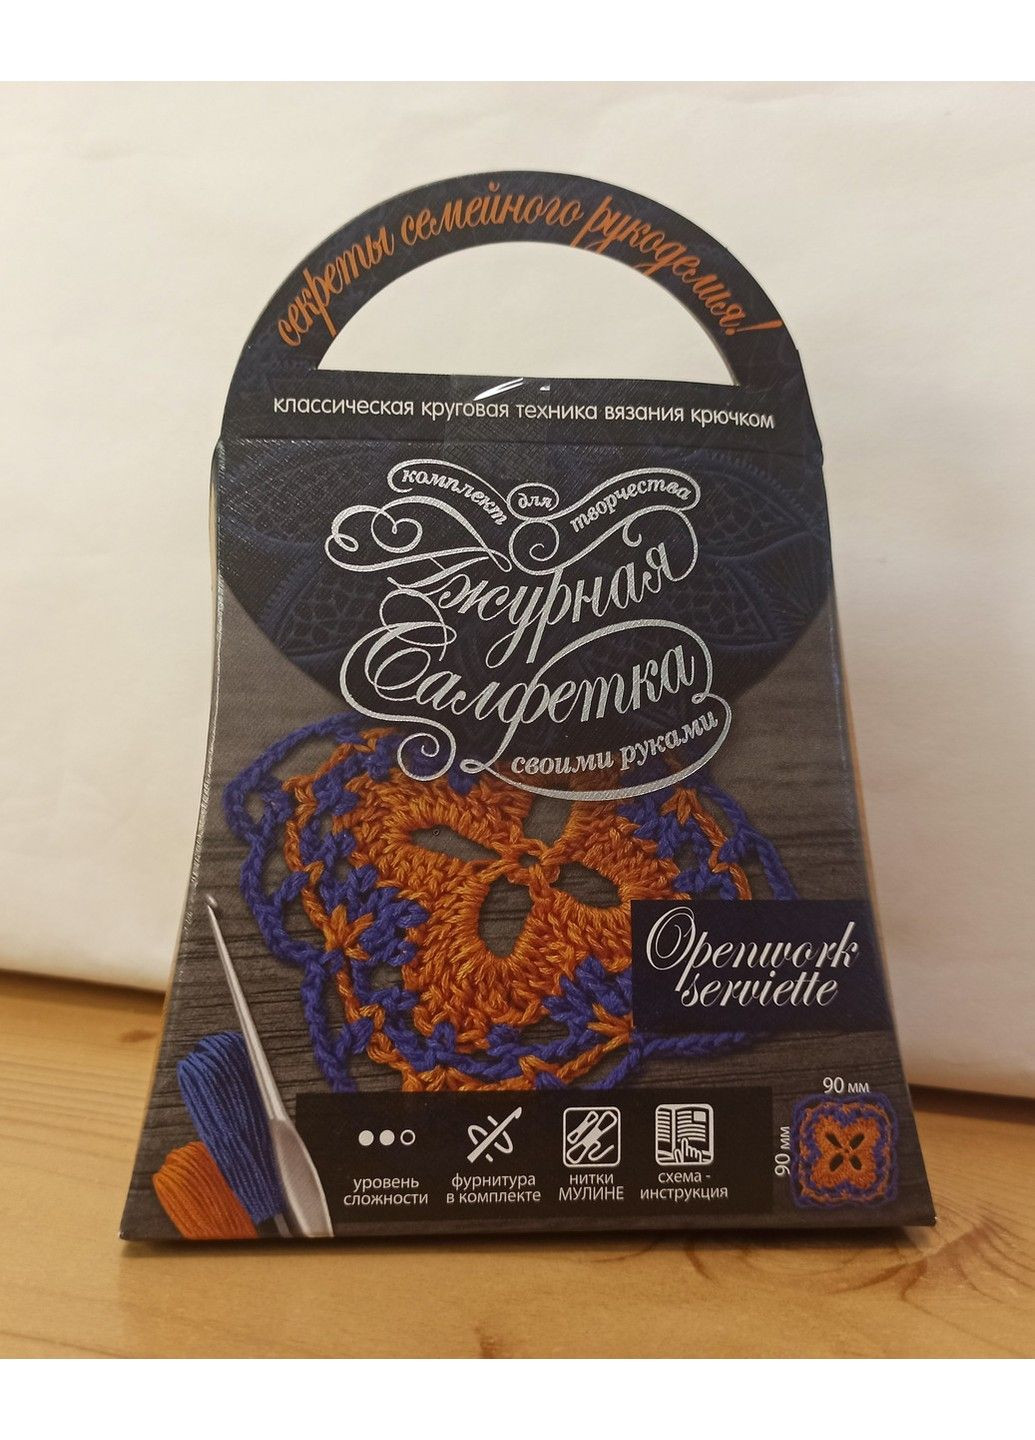 секреты семейного рукоделия!
классическая круговая техника вязания крючком
комплект для творчества
Ажурная
Салфетка
своими руками
Openwork
serviette
90 мм
90 мм
уровень
сложности
фурнитура
в комплекте
нитки
МУЛИНЕ
схема -
инструкция